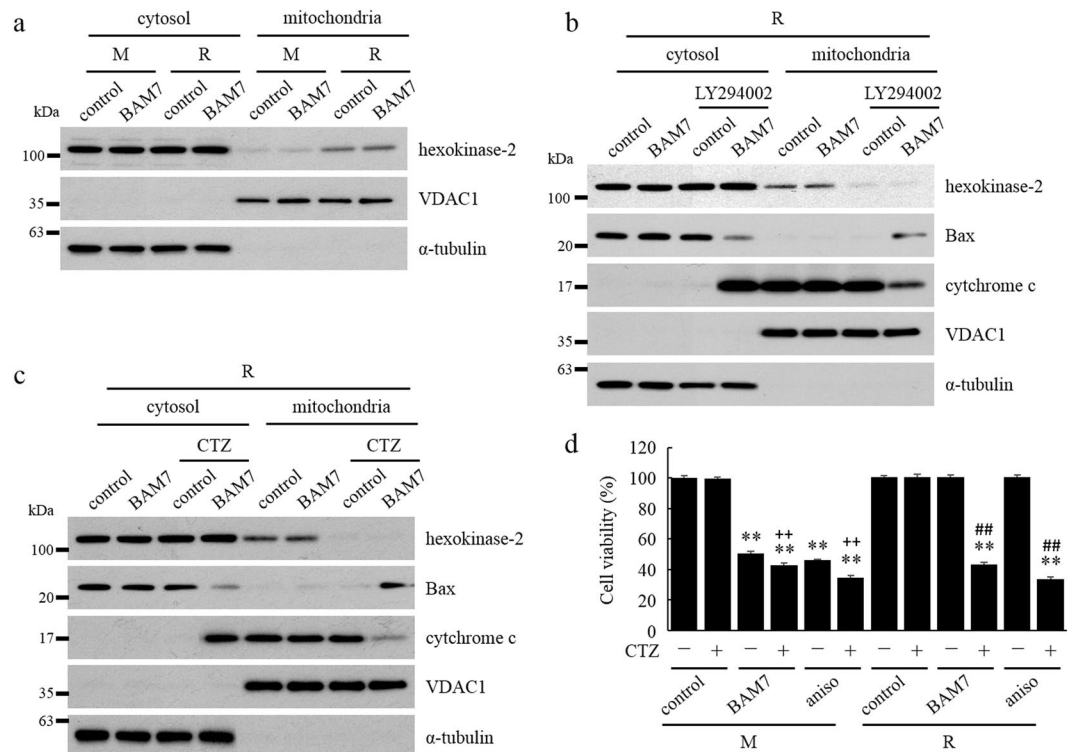 a
cytosol mitochondria
M R M R
control BAM7 control BAM7 control BAM7 control BAM7
kDa
100 hexokinase-2
35 VDAC1
63 α-tubulin
b
R
cytosol mitochondria
LY294002 LY294002
control BAM7 control BAM7 control BAM7 control BAM7
kDa
100 hexokinase-2
20 Bax
17 cytchrome c
35 VDAC1
63 α-tubulin
c
R
cytosol mitochondria
CTZ CTZ
control BAM7 control BAM7 control BAM7 control BAM7
kDa
100 hexokinase-2
20 Bax
17 cytchrome c
35 VDAC1
63 α-tubulin
d
Cell viability (%)
120
100
80
60
40
20
0
** ++ ** ** ++ ** ## ** ## **
CTZ − + − + − + − + − + − +
control BAM7 aniso control BAM7 aniso
M R